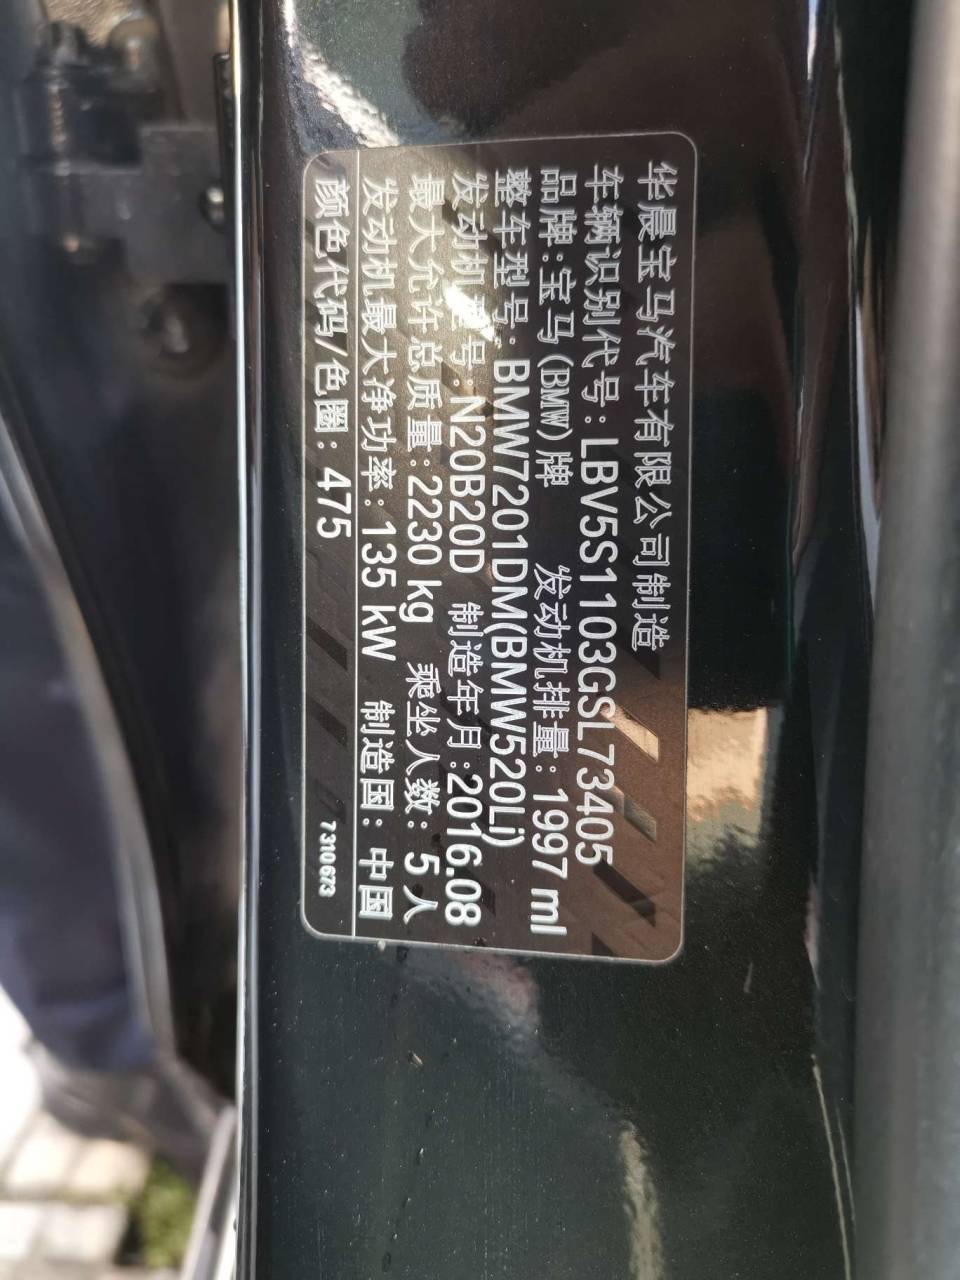 华晨宝马汽车有限公司制造
车辆识别代号：LBV5S1103GSL73405
品牌：宝马(BMW)牌 发动机排量：1997 ml
整车型号：BMW7201DM(BMW520Li)
发动机型号：N20B20D 制造年月：2016.08
最大允许总质量：2230 kg 乘坐人数：5人
发动机最大净功率：135 kW 制造国：中国
颜色代码/色圈：475 7310673